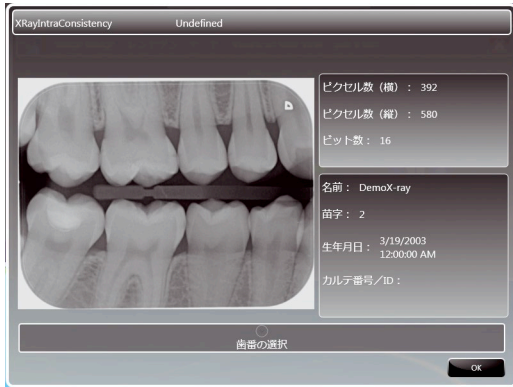 XRayIntraConsistency Undefined
ピクセル数（横）： 392
ピクセル数（縦）： 580
ビット数： 16
名前： DemoX-ray
苗字： 2
生年月日： 3/19/2003
12:00:00 AM
カルテ番号／ID：
歯番の選択
OK